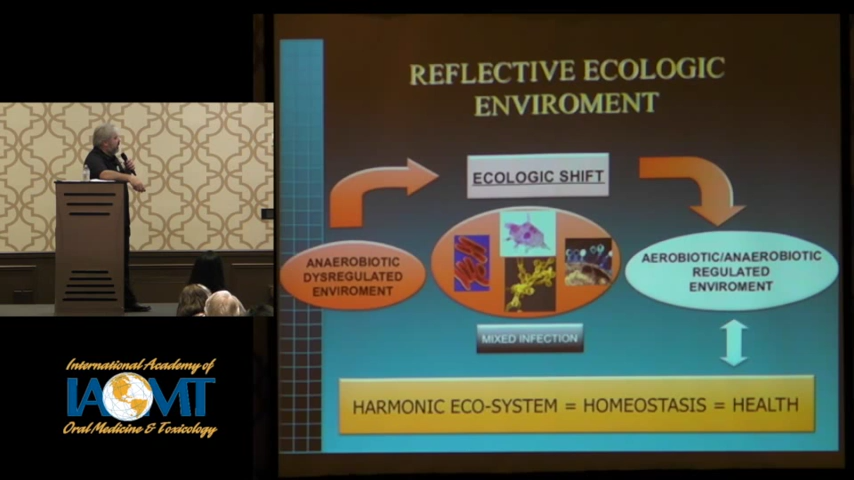 REFLECTIVE ECOLOGIC
ENVIROMENT
ECOLOGIC SHIFT
ANAEROBIOTIC
DYSREGULATED
ENVIROMENT
AEROBIOTIC/ANAEROBIOTIC
REGULATED
ENVIROMENT
MIXED INFECTION
HARMONIC ECO-SYSTEM = HOMEOSTASIS = HEALTH
International Academy of
IAOMT
Oral Medicine & Toxicology